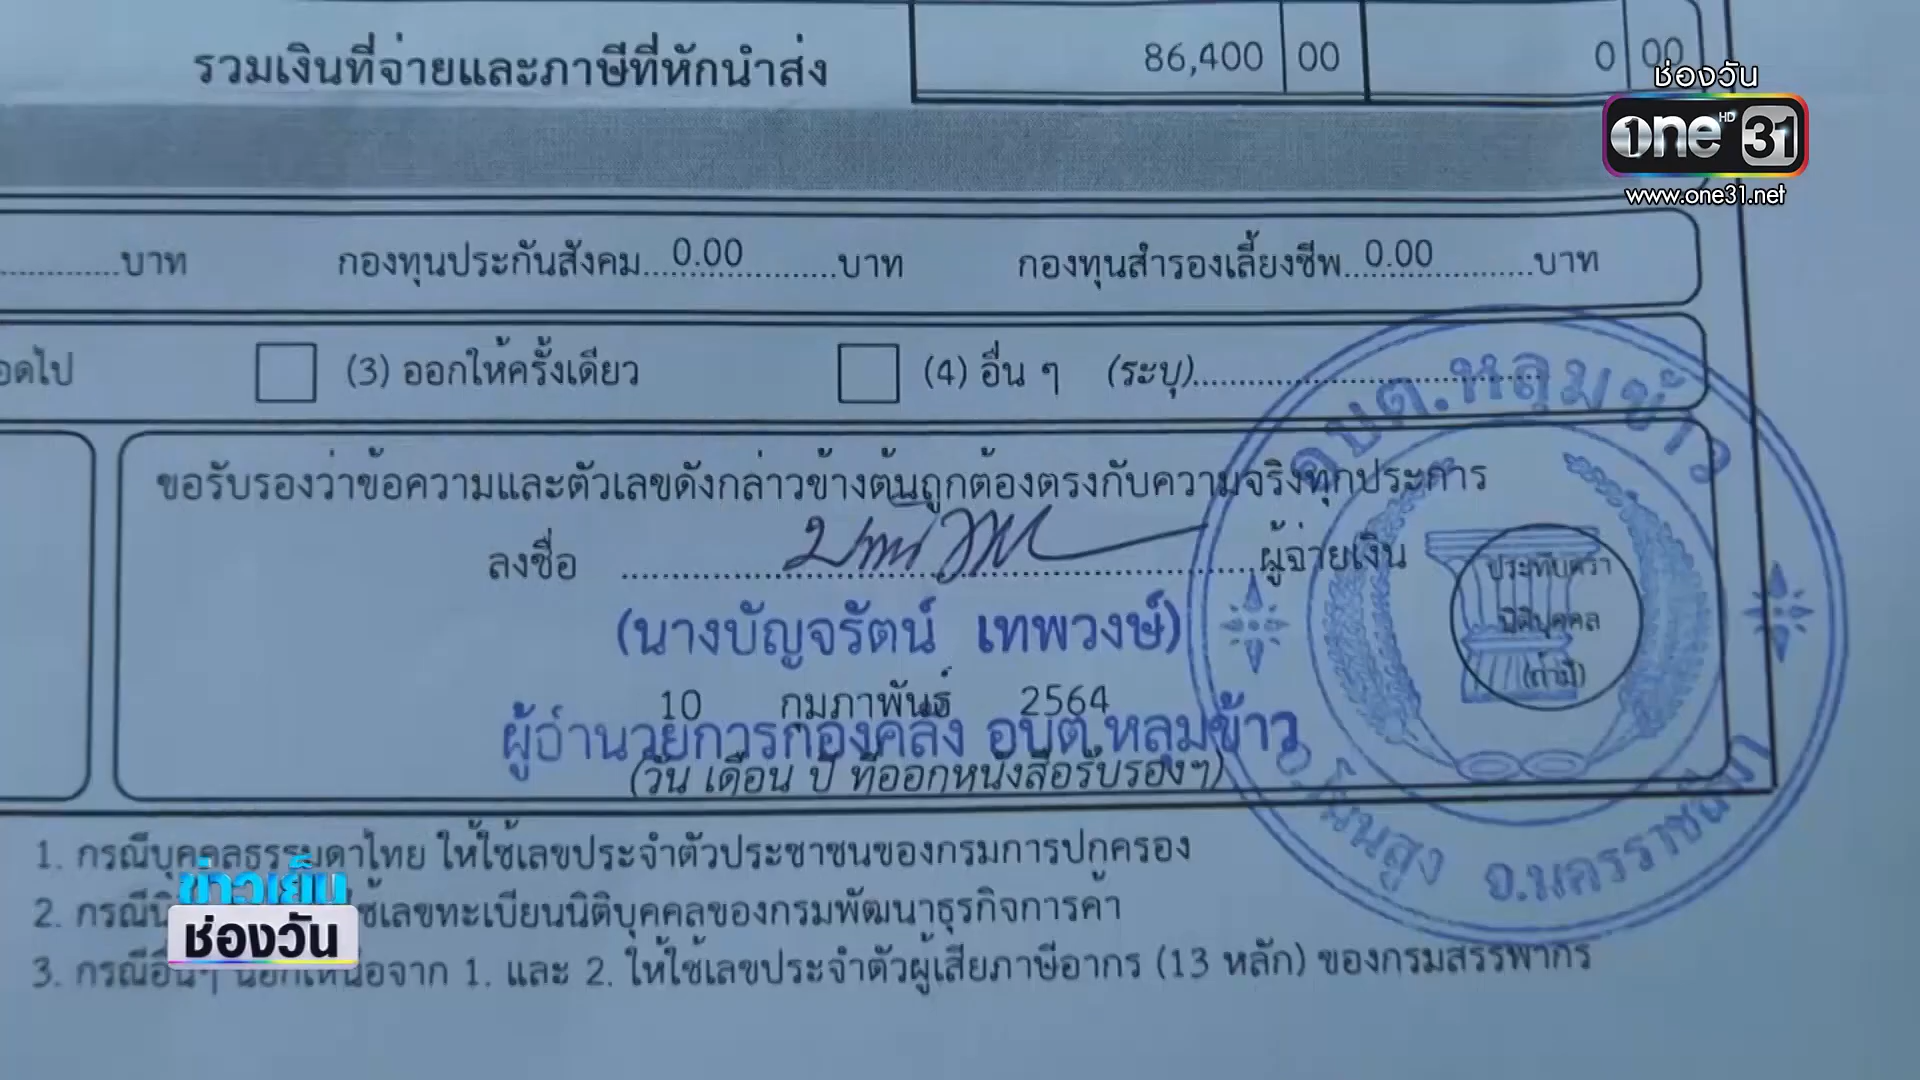 รวมเงินที่จ่ายและภาษีที่หักนำส่ง 86,400 00 0 00
ช่องวัน
one HD 31
www.one31.net
บาท กองทุนประกันสังคม 0.00 บาท กองทุนสำรองเลี้ยงชีพ 0.00 บาท
(3) ออกให้ครั้งเดียว (4) อื่น ๆ (ระบุ)
อบต.หลุมข้าว
ขอรับรองว่าข้อความและตัวเลขดังกล่าวข้างต้นถูกต้องตรงกับความจริงทุกประการ
ลงชื่อ ผู้จ่ายเงิน
ประทับตรา
นิติบุคคล
(ถ้ามี)
(นางบัญจรัตน์ เทพวงษ์)
10 กุมภาพันธ์ 2564
ผู้อำนวยการกองคลัง อบต.หลุมข้าว
(วัน เดือน ปี ที่ออกหนังสือรับรองฯ)
จ.นครราชสีมา
1. กรณีบุคคลธรรมดาไทย ให้ใช้เลขประจำตัวประชาชนของกรมการปกครอง
2. กรณี ใช้เลขทะเบียนนิติบุคคลของกรมพัฒนาธุรกิจการค้า
3. กรณีอื่นๆ นอกเหนือจาก 1. และ 2. ให้ใช้เลขประจำตัวผู้เสียภาษีอากร (13 หลัก) ของกรมสรรพากร
ข่าวเย็น
ช่องวัน